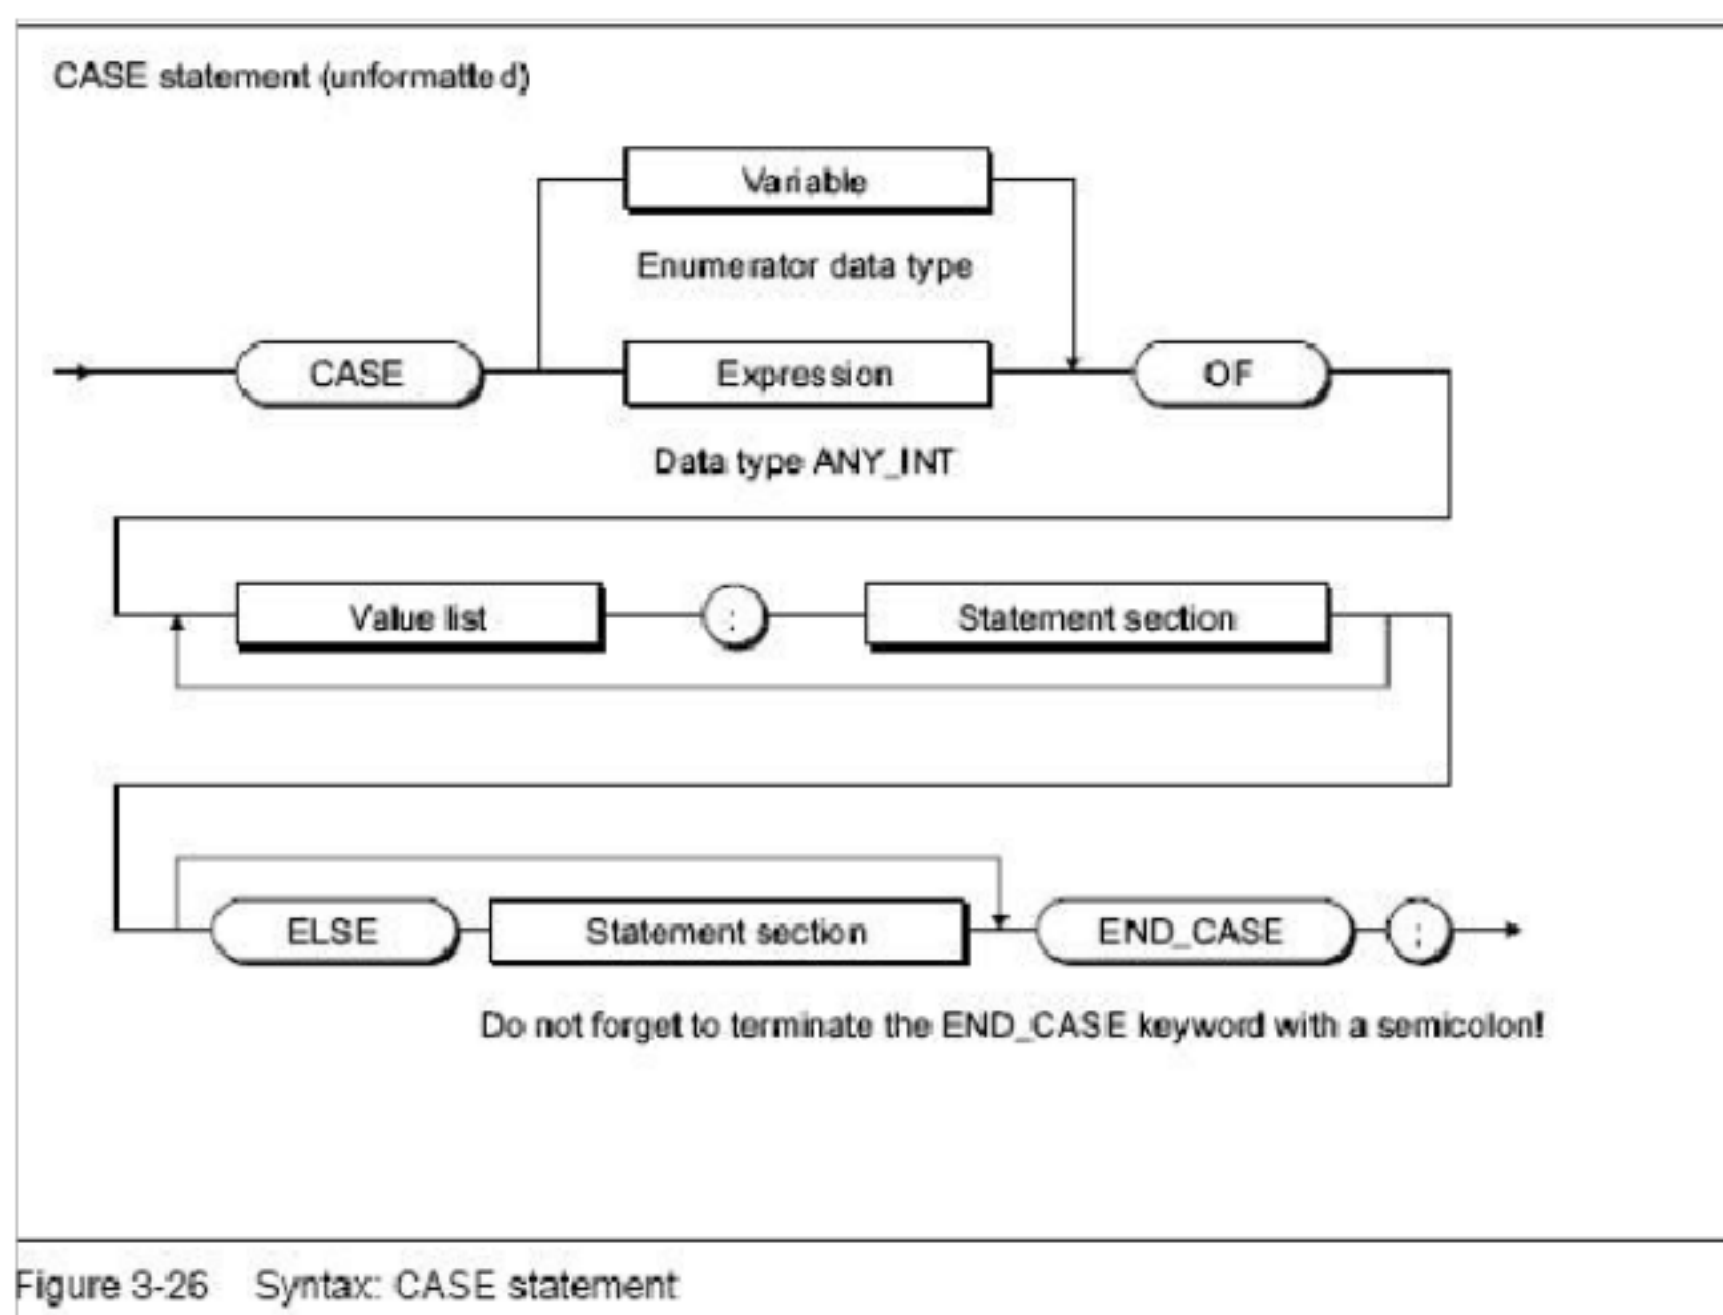 CASE statement (unformatted)
Variable
Enumerator data type
CASE
Expression
OF
Data type ANY_INT
Value list
:
Statement section
ELSE
Statement section
END_CASE
;
Do not forget to terminate the END_CASE keyword with a semicolon!
Figure 3-26 Syntax: CASE statement